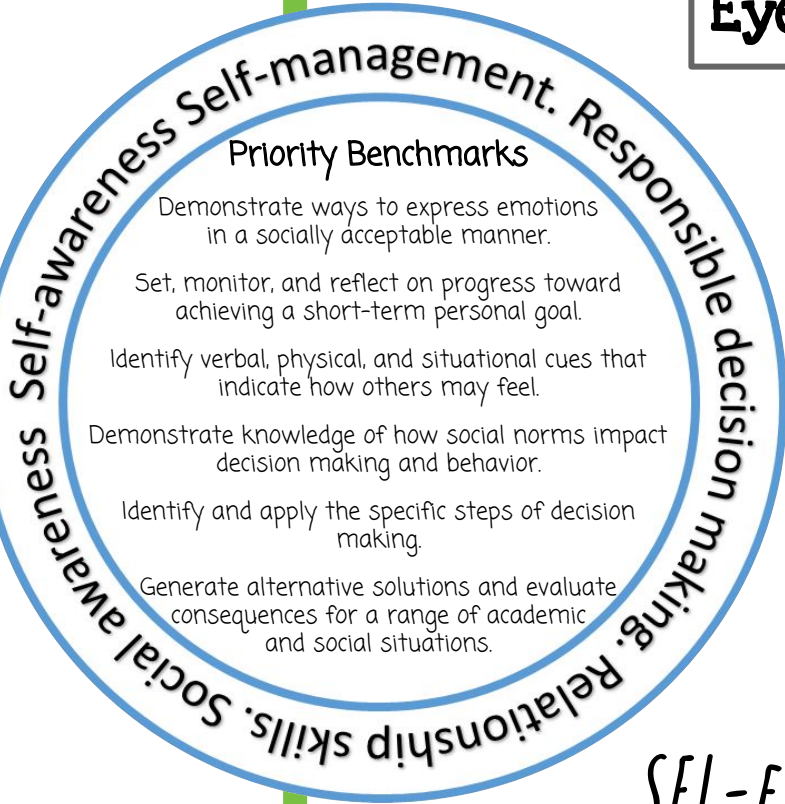 Eye
Self-awareness Self-management. Responsible decision making. Relationship skills. Social awareness
Priority Benchmarks
Demonstrate ways to express emotions
in a socially acceptable manner.
Set, monitor, and reflect on progress toward
achieving a short-term personal goal.
Identify verbal, physical, and situational cues that
indicate how others may feel.
Demonstrate knowledge of how social norms impact
decision making and behavior.
Identify and apply the specific steps of decision
making.
Generate alternative solutions and evaluate
consequences for a range of academic
and social situations.